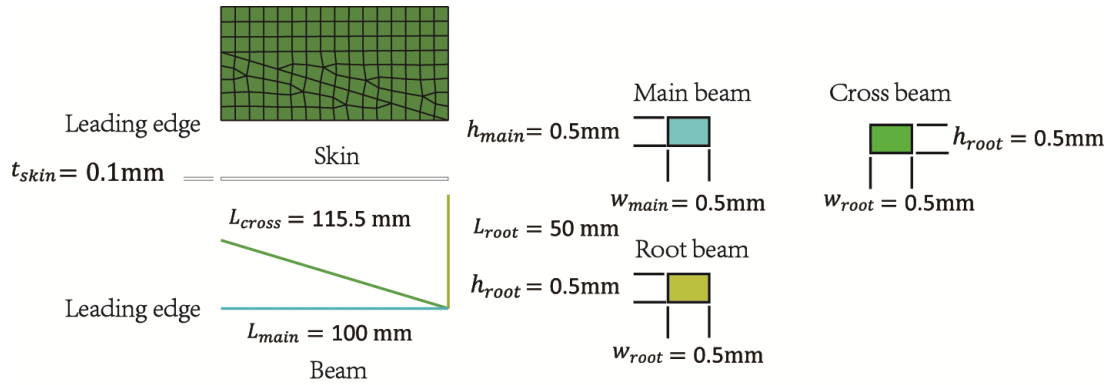 Leading edge
t_skin = 0.1mm
Skin
L_cross = 115.5 mm
Leading edge
L_main = 100 mm
Beam
Main beam
h_main = 0.5mm
w_main = 0.5mm
L_root = 50 mm
Root beam
h_root = 0.5mm
w_root = 0.5mm
Cross beam
h_root = 0.5mm
w_root = 0.5mm